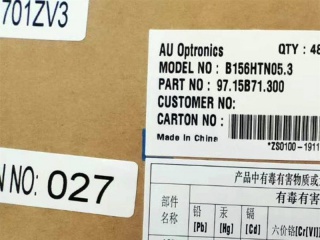 701ZV3
AU Optronics QTY : 48
MODEL NO : B156HTN05.3
PART NO : 97.15B71.300
CUSTOMER NO:
CARTON NO :
Made In China
*ZS0100-1911
N NO: 027
产品中有毒有害物质或
部件名称 有毒有害
铅 汞 镉 六价铬[Cr(VI)]
[Pb] [Hg] [Cd]